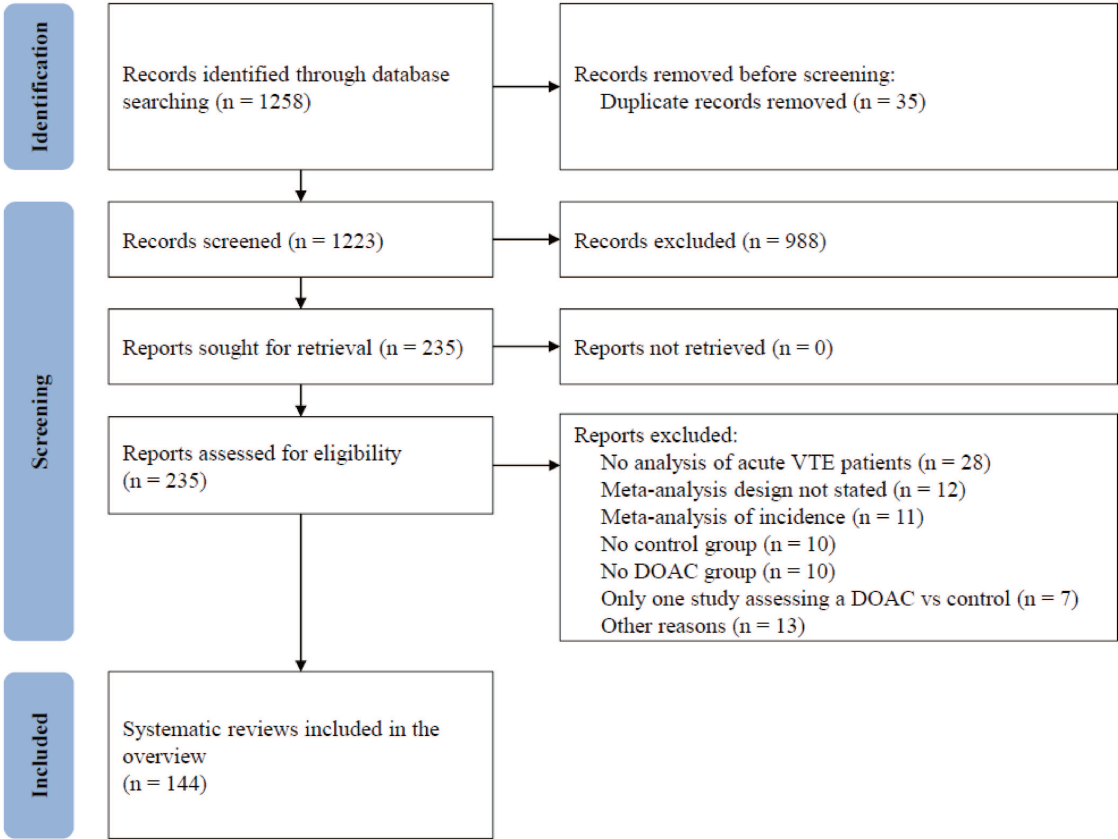 Identification
Records identified through database
searching (n = 1258)
Records removed before screening:
Duplicate records removed (n = 35)
Screening
Records screened (n = 1223)
Records excluded (n = 988)
Reports sought for retrieval (n = 235)
Reports not retrieved (n = 0)
Reports assessed for eligibility
(n = 235)
Reports excluded:
No analysis of acute VTE patients (n = 28)
Meta-analysis design not stated (n = 12)
Meta-analysis of incidence (n = 11)
No control group (n = 10)
No DOAC group (n = 10)
Only one study assessing a DOAC vs control (n = 7)
Other reasons (n = 13)
Included
Systematic reviews included in the
overview
(n = 144)